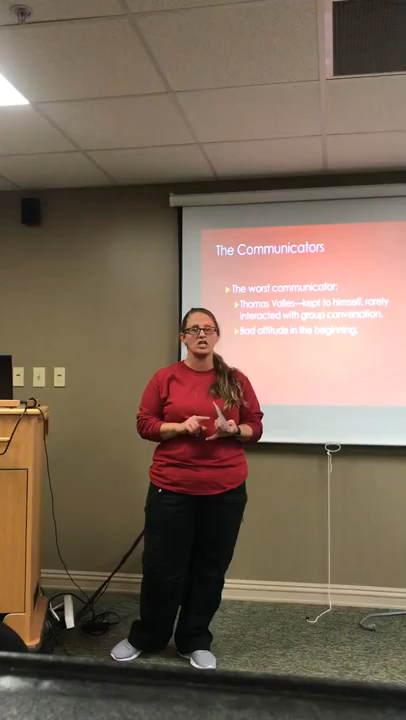 The Communicators
The worst communicator:
Thomas Valles—kept to himself, rarely
interacted with group convenation.
Bad attitude in the beginning.